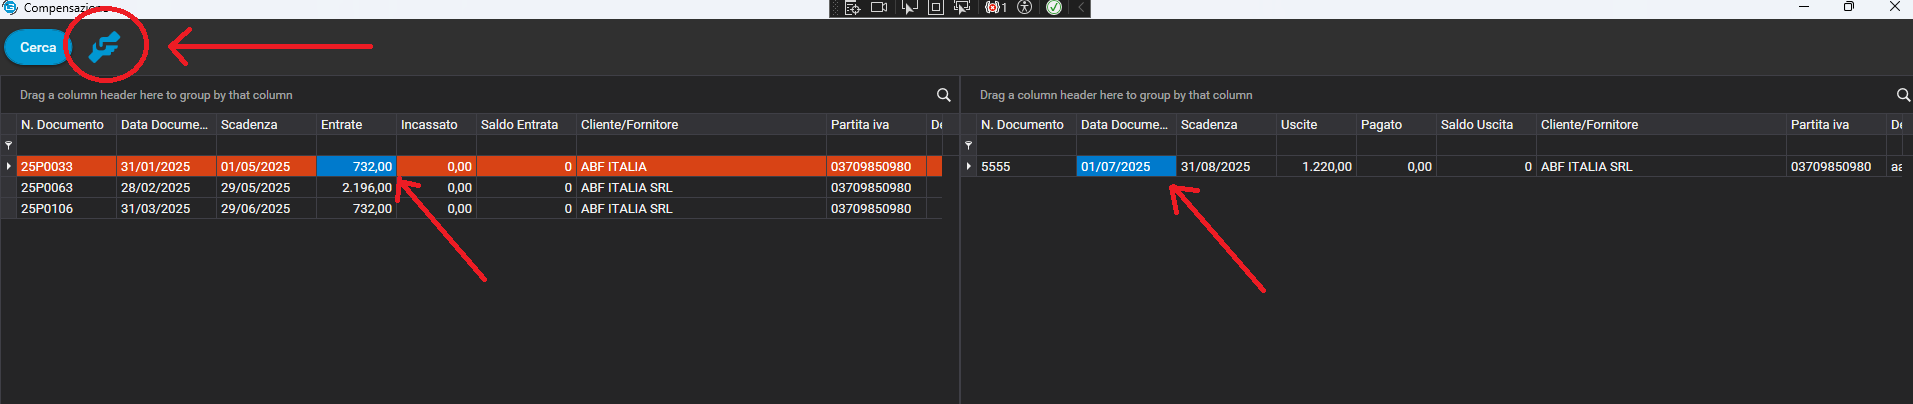 Compensazione
1
Cerca
Drag a column header here to group by that column
N. Documento Data Docume... Scadenza Entrate Incassato Saldo Entrata Cliente/Fornitore Partita iva
25P0033 31/01/2025 01/05/2025 732,00 0,00 0 ABF ITALIA 03709850980
25P0063 28/02/2025 29/05/2025 2.196,00 0,00 0 ABF ITALIA SRL 03709850980
25P0106 31/03/2025 29/06/2025 732,00 0,00 0 ABF ITALIA SRL 03709850980
Drag a column header here to group by that column
N. Documento Data Docume... Scadenza Uscite Pagato Saldo Uscita Cliente/Fornitore Partita iva De
5555 01/07/2025 31/08/2025 1.220,00 0,00 0 ABF ITALIA SRL 03709850980 aa